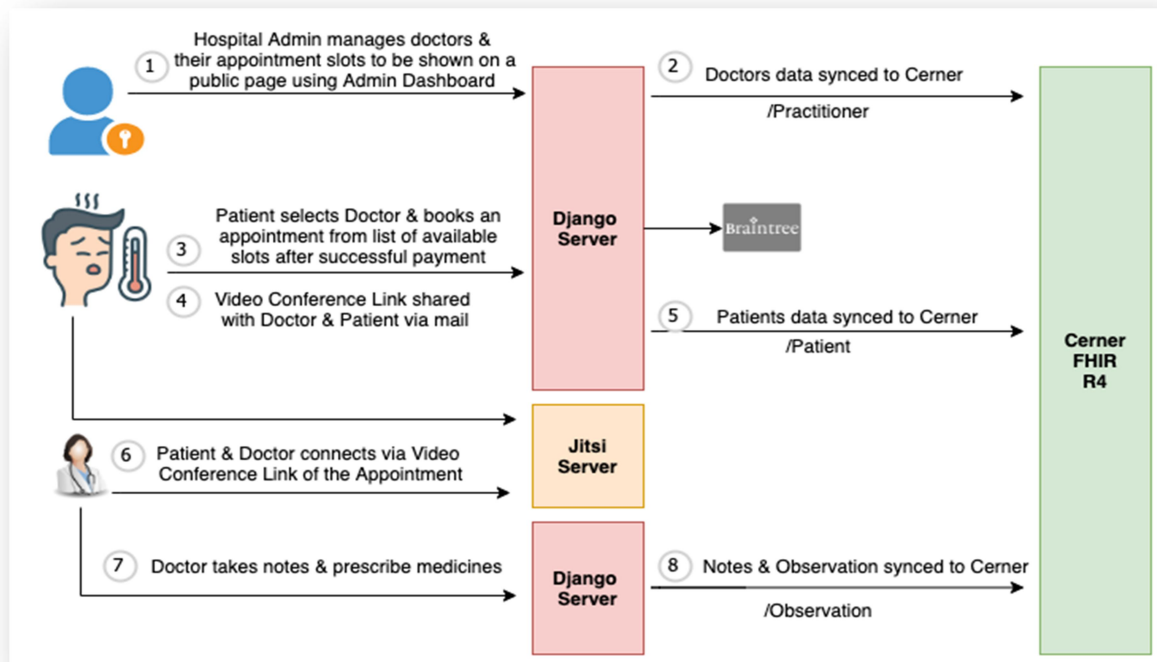 1
Hospital Admin manages doctors &
their appointment slots to be shown on a
public page using Admin Dashboard
2
Doctors data synced to Cerner
/Practitioner
3
Patient selects Doctor & books an
appointment from list of available
slots after successful payment
Django
Server
Braintree
4
Video Conference Link shared
with Doctor & Patient via mail
5
Patients data synced to Cerner
/Patient
Cerner
FHIR
R4
6
Patient & Doctor connects via Video
Conference Link of the Appointment
Jitsi
Server
7
Doctor takes notes & prescribe medicines
Django
Server
8
Notes & Observation synced to Cerner
/Observation